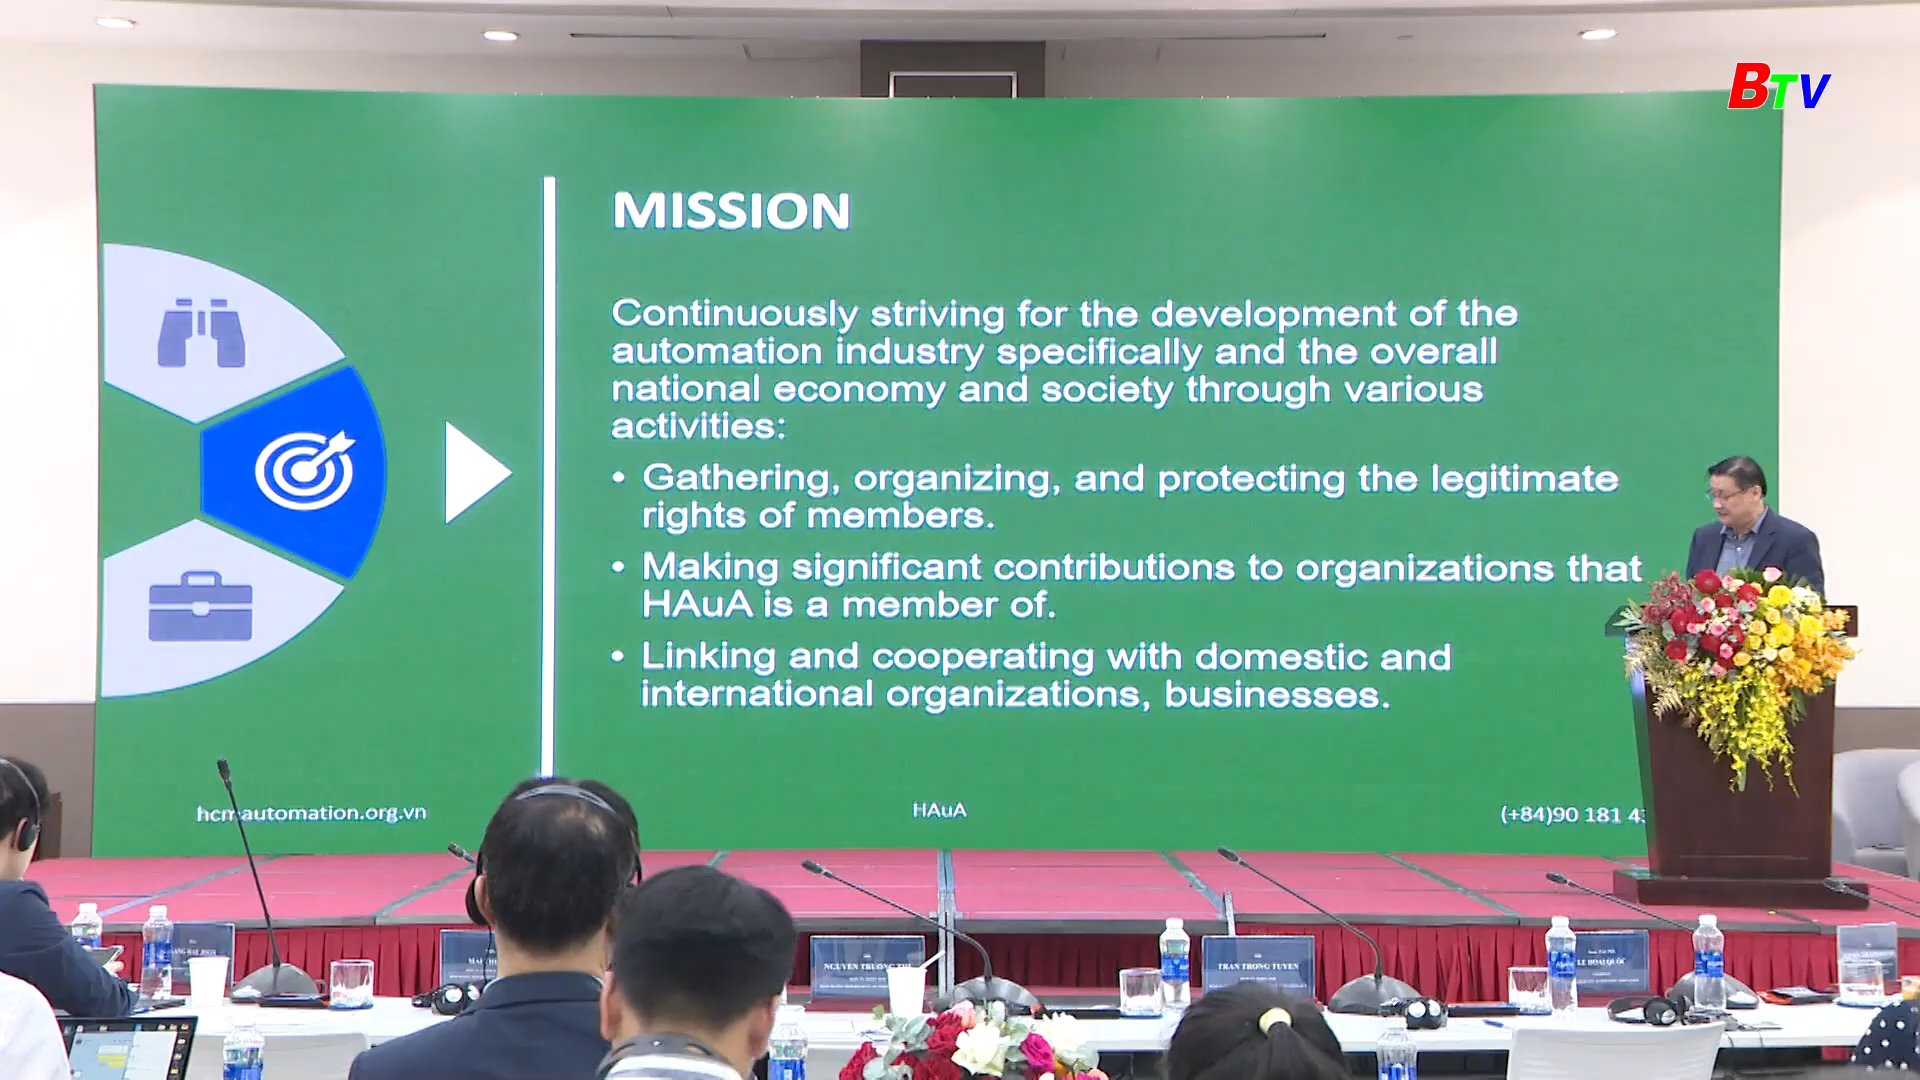 BTV
MISSION
Continuously striving for the development of the
automation industry specifically and the overall
national economy and society through various
activities:
• Gathering, organizing, and protecting the legitimate
rights of members.
• Making significant contributions to organizations that
HAuA is a member of.
• Linking and cooperating with domestic and
international organizations, businesses.
hcmautomation.org.vn
HAuA
(+84)90 181 43
NGUYEN TRUONG THI
TRAN TRONG TUYEN
LE HOAI QUOC